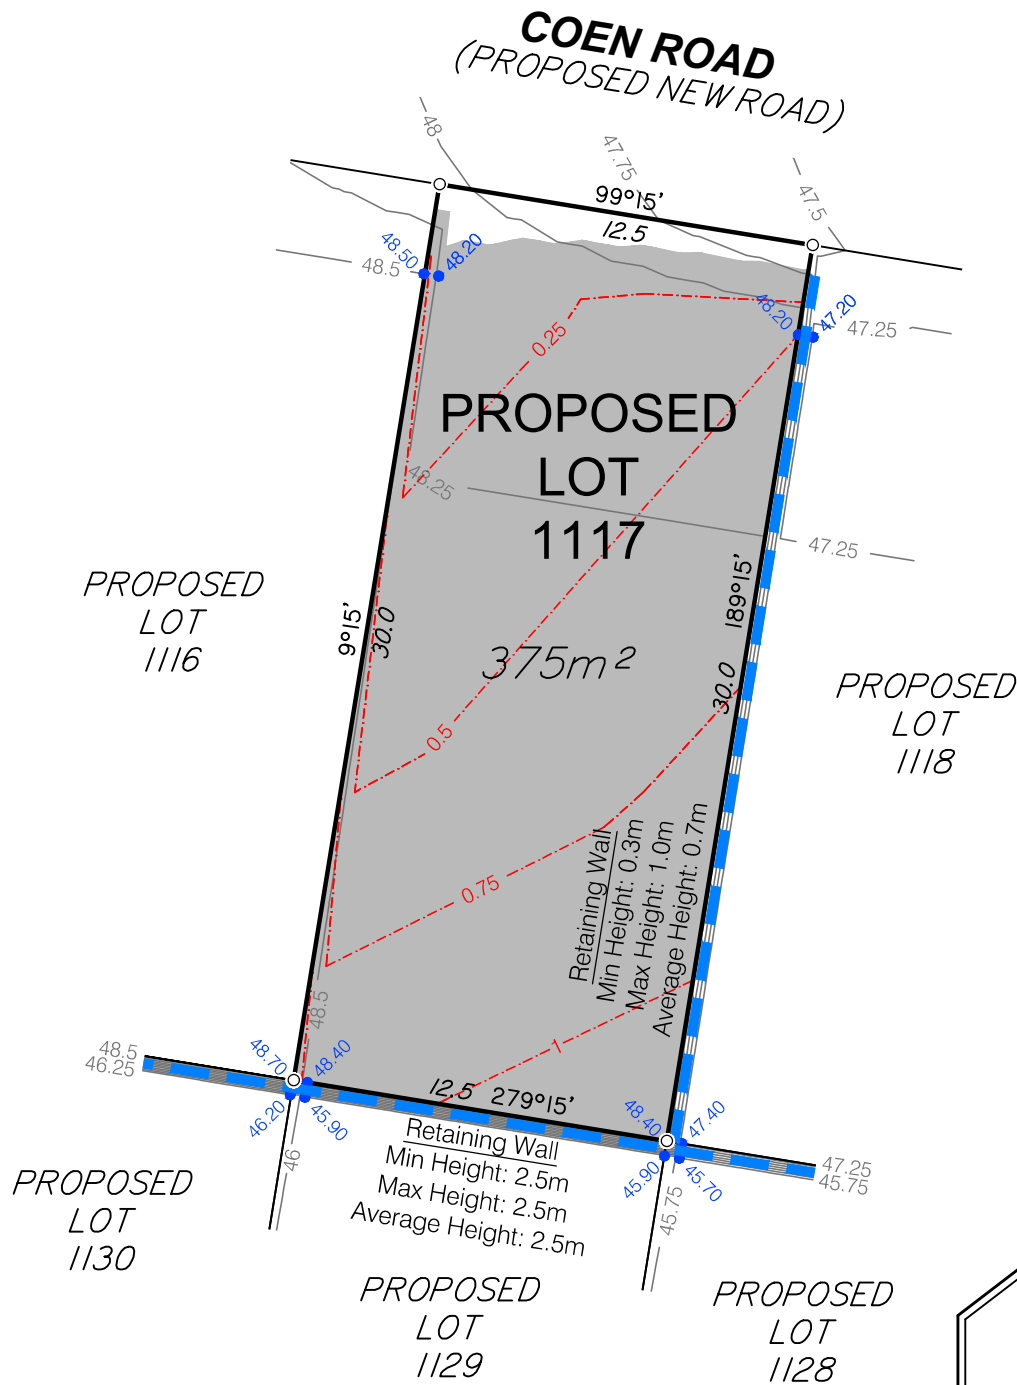 COEN ROAD
(PROPOSED NEW ROAD)
48
47.75
47.5
99°15'
12.5
48.50
48.20
48.5
48.20
47.20
47.25
0.25
PROPOSED
LOT
1117
48.25
47.25
PROPOSED
LOT
1116
9°15'
30.0
375m²
189°15'
30.0
PROPOSED
LOT
1118
0.5
0.75
Retaining Wall
Min Height: 0.3m
Max Height: 1.0m
Average Height: 0.7m
48.5
1
48.5
46.25
48.70
48.40
46.20
45.90
12.5 279°15'
48.40
47.40
45.90
45.70
47.25
45.75
46
45.75
Retaining Wall
Min Height: 2.5m
Max Height: 2.5m
Average Height: 2.5m
PROPOSED
LOT
1130
PROPOSED
LOT
1129
PROPOSED
LOT
1128